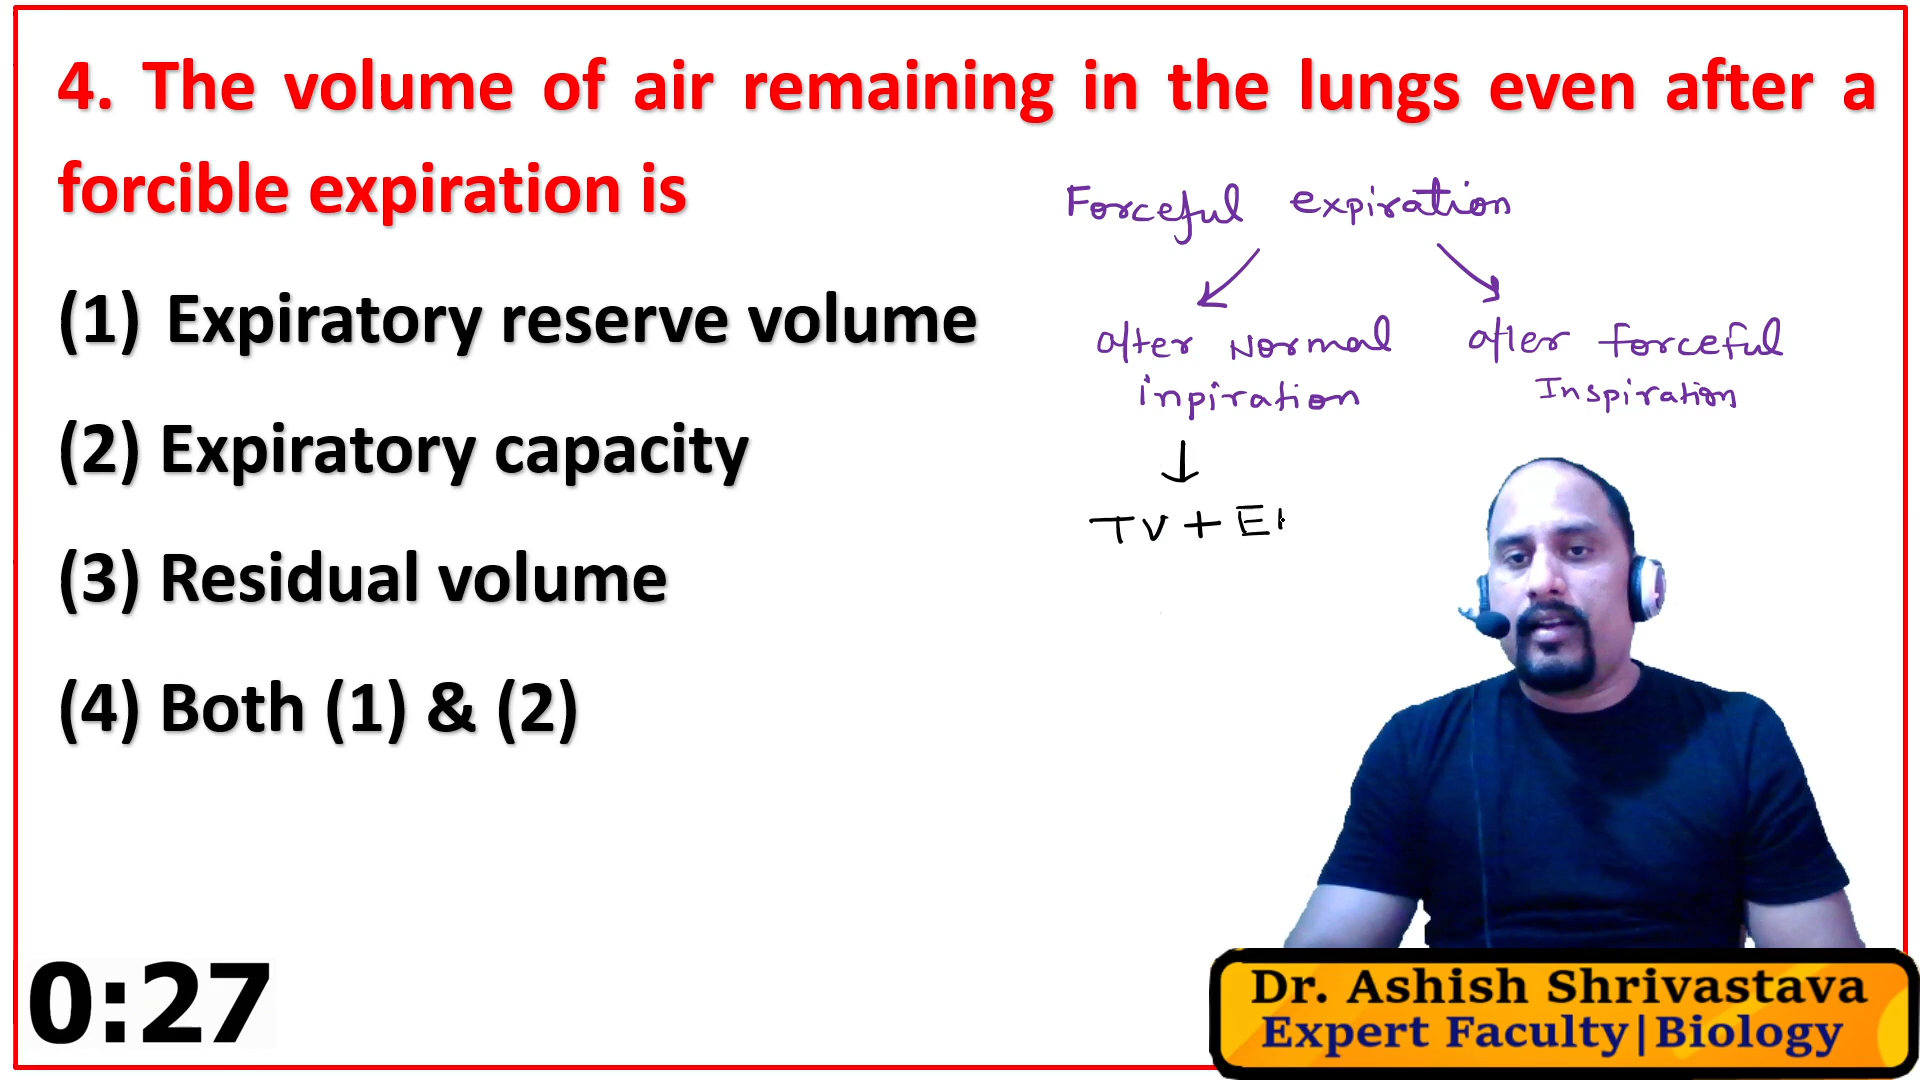 4. The volume of air remaining in the lungs even after a
forcible expiration is
Forceful expiration
(1) Expiratory reserve volume
after Normal
inpiration
after forceful
Inspiration
(2) Expiratory capacity
TV + E
(3) Residual volume
(4) Both (1) & (2)
0:27
Dr. Ashish Shrivastava
Expert Faculty|Biology